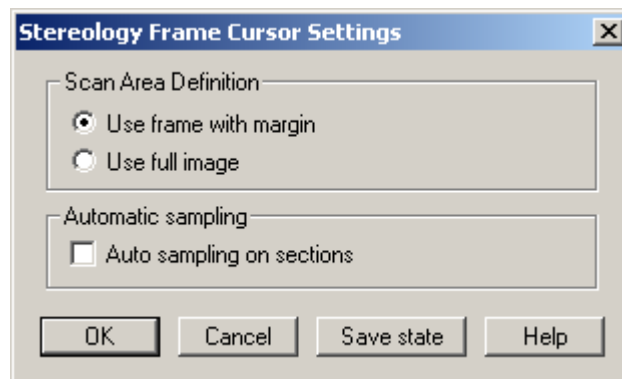 Stereology Frame Cursor Settings
Scan Area Definition
Use frame with margin
Use full image
Automatic sampling
Auto sampling on sections
OK Cancel Save state Help